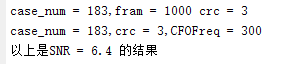 case_num = 183,fram = 1000 crc = 3
case_num = 183,crc = 3,CFOFreq = 300
以上是SNR = 6.4 的结果